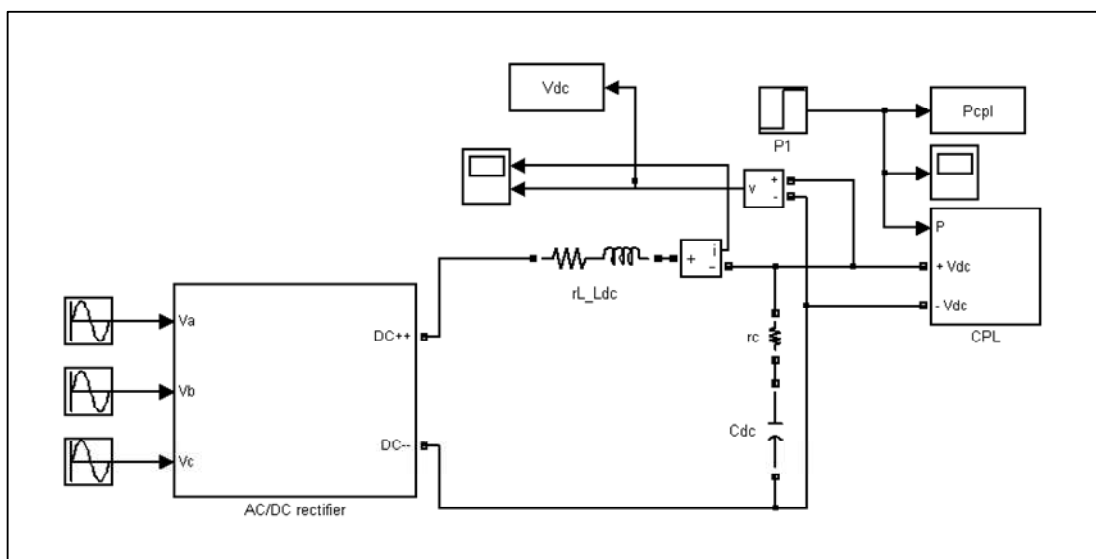 Vdc
P1
Pcpl
v
+
-
P
+ Vdc
- Vdc
CPL
+
i
-
rL_Ldc
Va
Vb
Vc
DC++
DC--
AC/DC rectifier
rc
Cdc